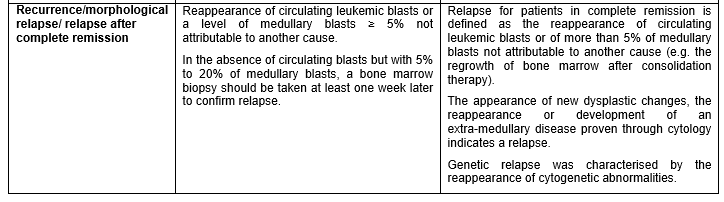 Recurrence/morphological
relapse/ relapse after
complete remission
Reappearance of circulating leukemic blasts or
a level of medullary blasts ≥ 5% not
attributable to another cause.
In the absence of circulating blasts but with 5%
to 20% of medullary blasts, a bone marrow
biopsy should be taken at least one week later
to confirm relapse.
Relapse for patients in complete remission is
defined as the reappearance of circulating
leukemic blasts or of more than 5% of medullary
blasts not attributable to another cause (e.g. the
regrowth of bone marrow after consolidation
therapy).
The appearance of new dysplastic changes, the
reappearance or development of an
extra-medullary disease proven through cytology
indicates a relapse.
Genetic relapse was characterised by the
reappearance of cytogenetic abnormalities.